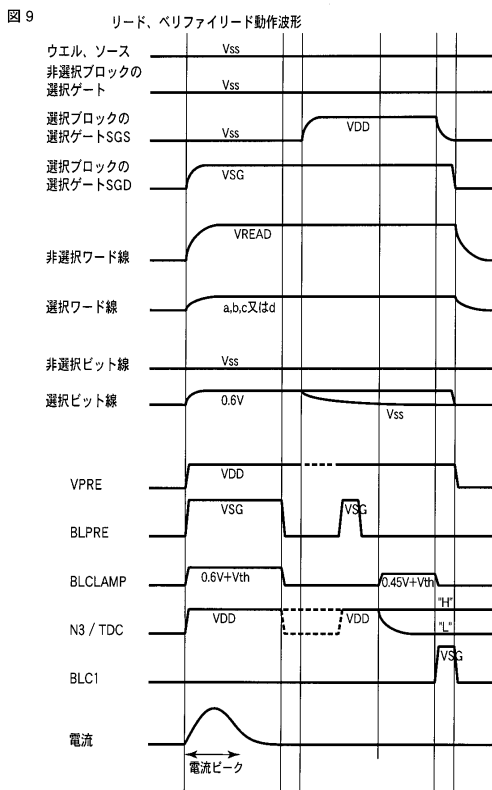 図 9
リード、ベリファイリード動作波形
ウエル、ソース
Vss
非選択ブロックの
選択ゲート
Vss
選択ブロックの
選択ゲートSGS
Vss
VDD
選択ブロックの
選択ゲートSGD
VSG
非選択ワード線
VREAD
選択ワード線
a,b,c又はd
非選択ビット線
Vss
選択ビット線
0.6V
Vss
VPRE
VDD
BLPRE
VSG
VSG
BLCLAMP
0.6V+Vth
0.45V+Vth
N3 / TDC
VDD
VDD
"H"
"L"
BLC1
VSG
電流
電流ピーク